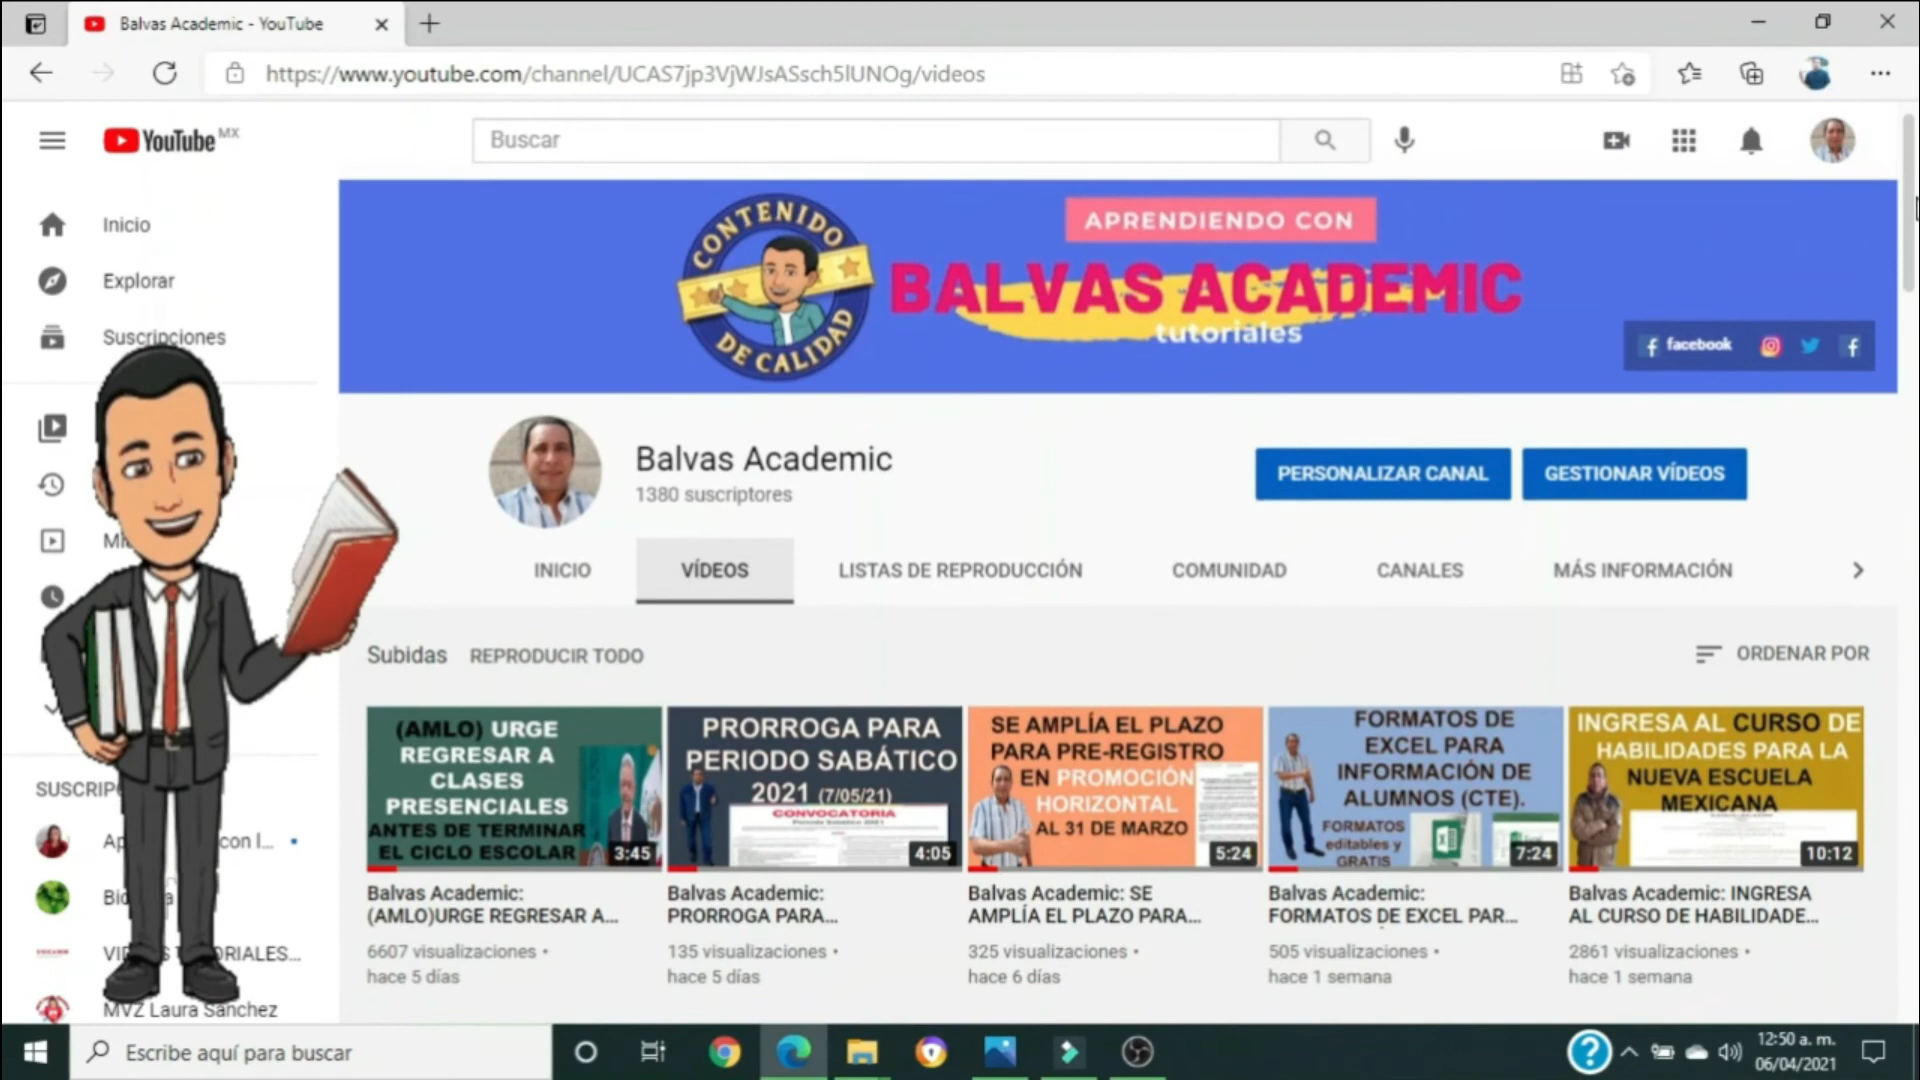 Balvas Academic - YouTube
https://www.youtube.com/channel/UCAS7jp3VjWJsASsch5lUNOg/videos
YouTube MX
Buscar
Inicio
Explorar
Suscripciones
CONTENIDO
DE CALIDAD
APRENDIENDO CON
BALVAS ACADEMIC
tutoriales
facebook
Balvas Academic
1380 suscriptores
PERSONALIZAR CANAL
GESTIONAR VÍDEOS
INICIO
VÍDEOS
LISTAS DE REPRODUCCIÓN
COMUNIDAD
CANALES
MÁS INFORMACIÓN
Subidas
REPRODUCIR TODO
ORDENAR POR
(AMLO) URGE
REGRESAR A
CLASES
PRESENCIALES
ANTES DE TERMINAR
EL CICLO ESCOLAR
3:45
Balvas Academic:
(AMLO)URGE REGRESAR A...
6607 visualizaciones •
hace 5 días
PRORROGA PARA
PERIODO SABÁTICO
2021 (7/05/21)
CONVOCATORIA
Periodo Sabático 2021
4:05
Balvas Academic:
PRORROGA PARA...
135 visualizaciones •
hace 5 días
SE AMPLÍA EL PLAZO
PARA PRE-REGISTRO
EN PROMOCIÓN
HORIZONTAL
AL 31 DE MARZO
5:24
Balvas Academic: SE
AMPLÍA EL PLAZO PARA...
325 visualizaciones •
hace 6 días
FORMATOS DE
EXCEL PARA
INFORMACIÓN DE
ALUMNOS (CTE).
FORMATOS
editables y
GRATIS
7:24
Balvas Academic:
FORMATOS DE EXCEL PAR...
505 visualizaciones •
hace 1 semana
INGRESA AL CURSO DE
HABILIDADES PARA LA
NUEVA ESCUELA
MEXICANA
10:12
Balvas Academic: INGRESA
AL CURSO DE HABILIDADE...
2861 visualizaciones •
hace 1 semana
SUSCRIP
con l...
MVZ Laura Sánchez
Escribe aquí para buscar
12:50 a. m.
06/04/2021